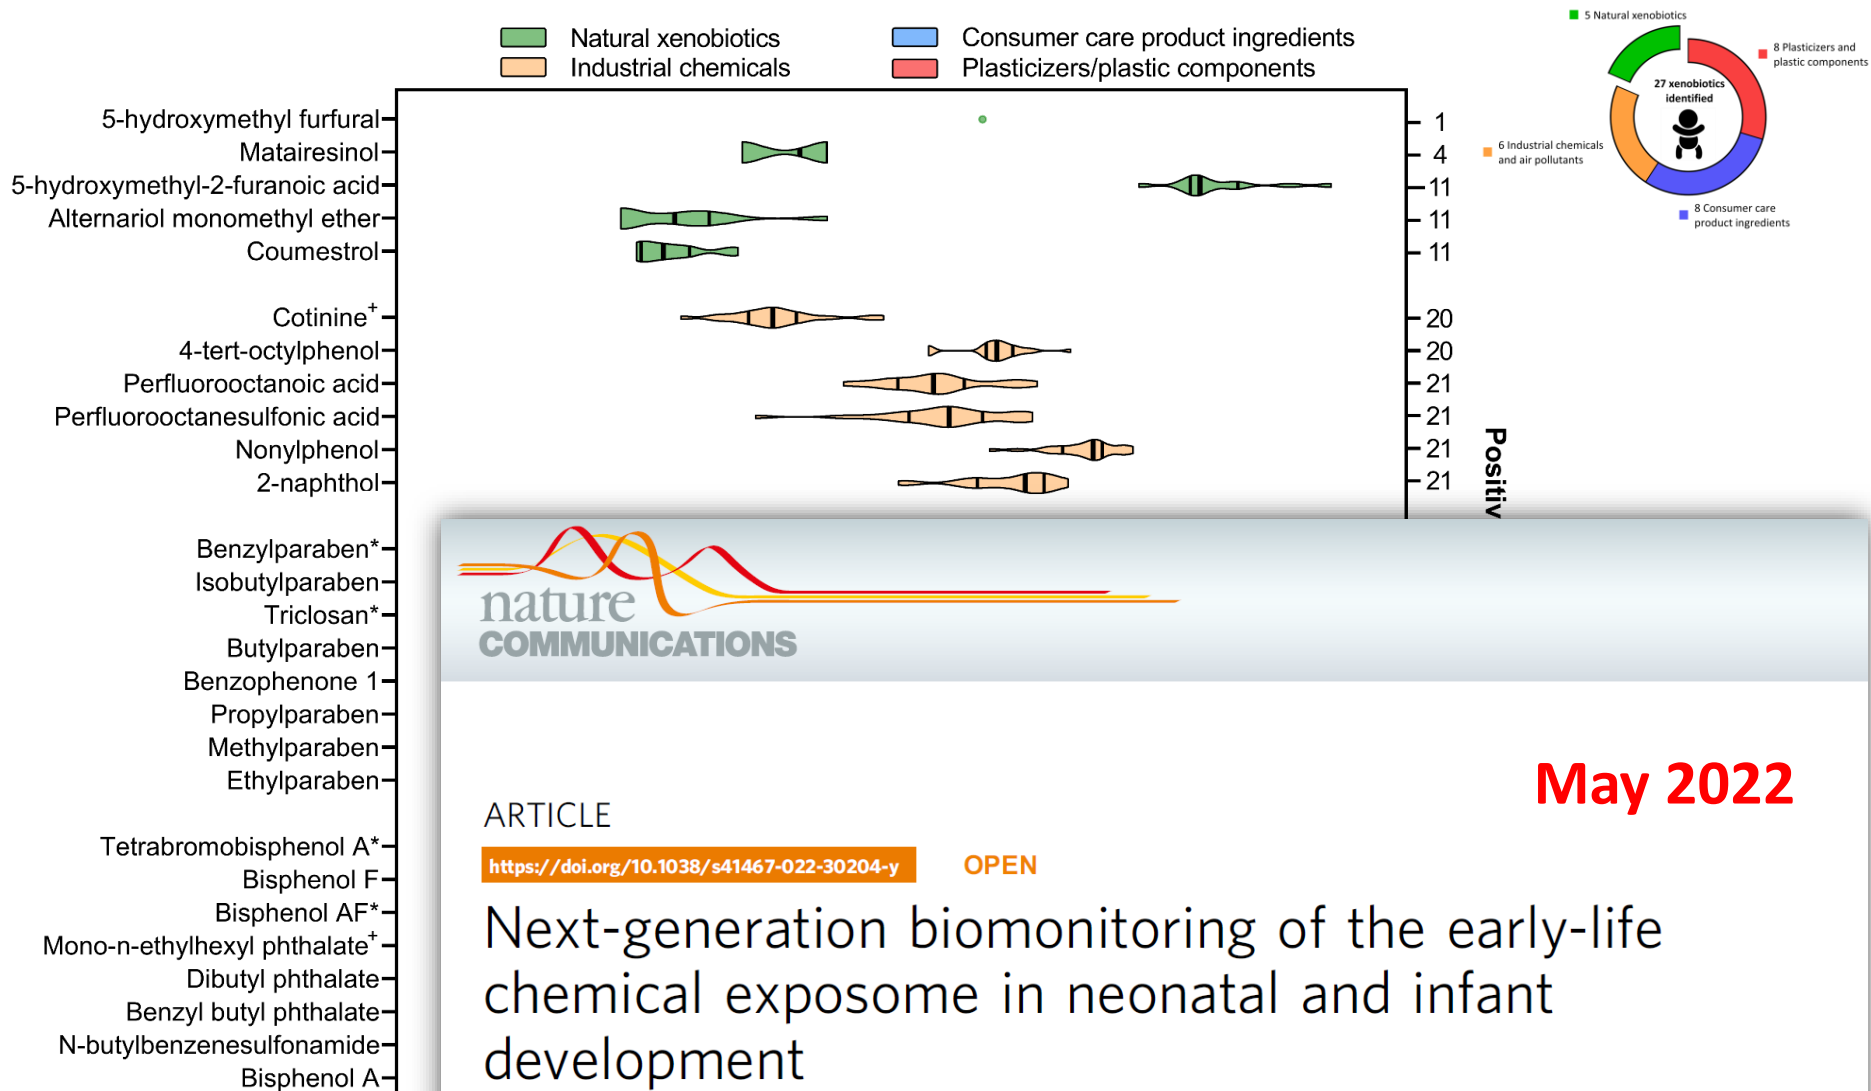 Natural xenobiotics
Industrial chemicals
Consumer care product ingredients
Plasticizers/plastic components
5 Natural xenobiotics
8 Plasticizers and
plastic components
27 xenobiotics
identified
6 Industrial chemicals
and air pollutants
8 Consumer care
product ingredients
5-hydroxymethyl furfural
1
Matairesinol
4
5-hydroxymethyl-2-furanoic acid
11
Alternariol monomethyl ether
11
Coumestrol
11
Cotinine+
20
4-tert-octylphenol
20
Perfluorooctanoic acid
21
Perfluorooctanesulfonic acid
21
Nonylphenol
21
2-naphthol
21
Positiv
Benzylparaben*
Isobutylparaben
Triclosan*
Butylparaben
Benzophenone 1
Propylparaben
Methylparaben
Ethylparaben
Tetrabromobisphenol A*
Bisphenol F
Bisphenol AF*
Mono-n-ethylhexyl phthalate+
Dibutyl phthalate
Benzyl butyl phthalate
N-butylbenzenesulfonamide
Bisphenol A
nature
COMMUNICATIONS
May 2022
ARTICLE
https://doi.org/10.1038/s41467-022-30204-y
OPEN
Next-generation biomonitoring of the early-life
chemical exposome in neonatal and infant
development